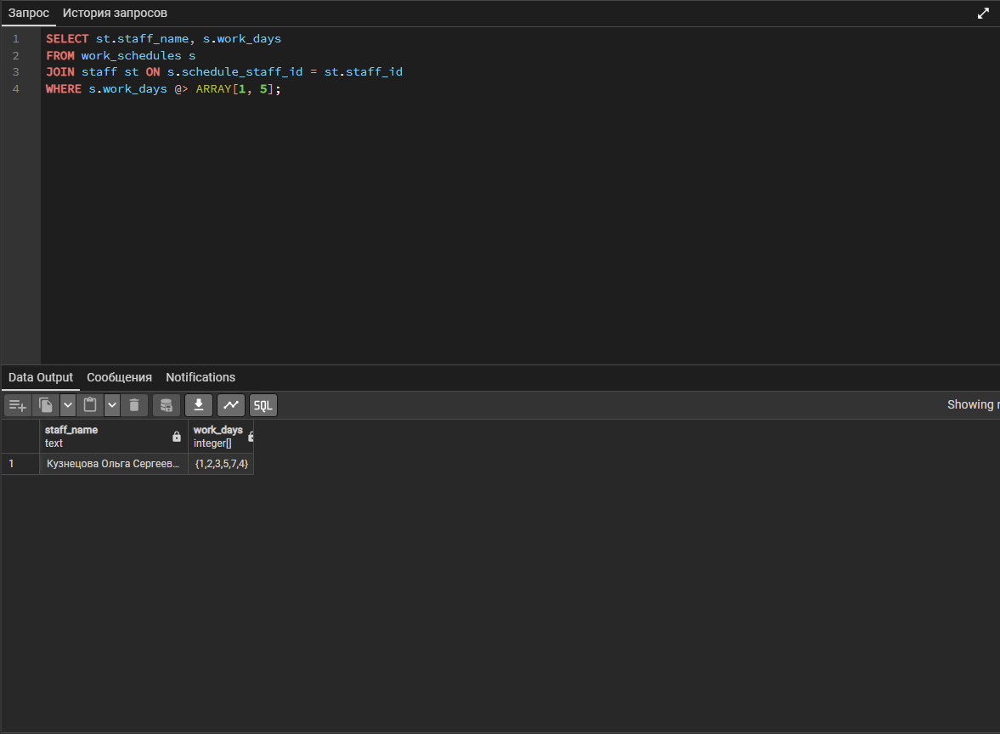 Запрос История запросов
1 SELECT st.staff_name, s.work_days
2 FROM work_schedules s
3 JOIN staff st ON s.schedule_staff_id = st.staff_id
4 WHERE s.work_days @> ARRAY[1, 5];
Data Output Сообщения Notifications
SQL Showing
staff_name work_days
text integer[]
1 Кузнецова Ольга Сергеев... {1,2,3,5,7,4}